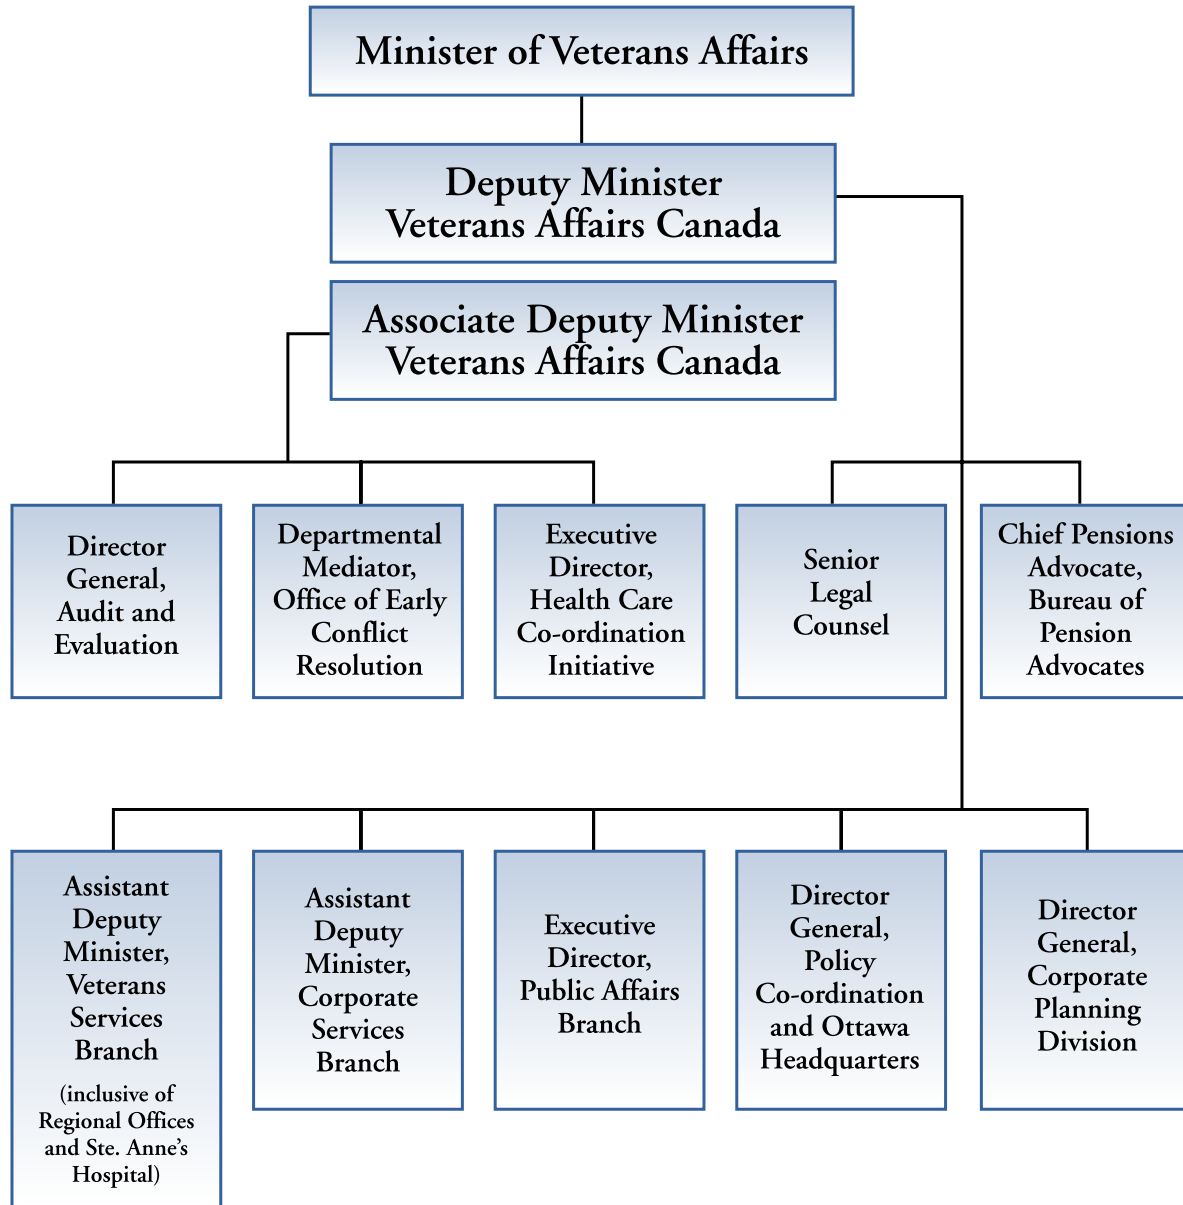 Minister of Veterans Affairs
Deputy Minister
Veterans Affairs Canada
Associate Deputy Minister
Veterans Affairs Canada
Director
General,
Audit and
Evaluation
Departmental
Mediator,
Office of Early
Conflict
Resolution
Executive
Director,
Health Care
Co-ordination
Initiative
Senior
Legal
Counsel
Chief Pensions
Advocate,
Bureau of
Pension
Advocates
Assistant
Deputy
Minister,
Veterans
Services
Branch
(inclusive of
Regional Offices
and Ste. Anne’s
Hospital)
Assistant
Deputy
Minister,
Corporate
Services
Branch
Executive
Director,
Public Affairs
Branch
Director
General,
Policy
Co-ordination
and Ottawa
Headquarters
Director
General,
Corporate
Planning
Division